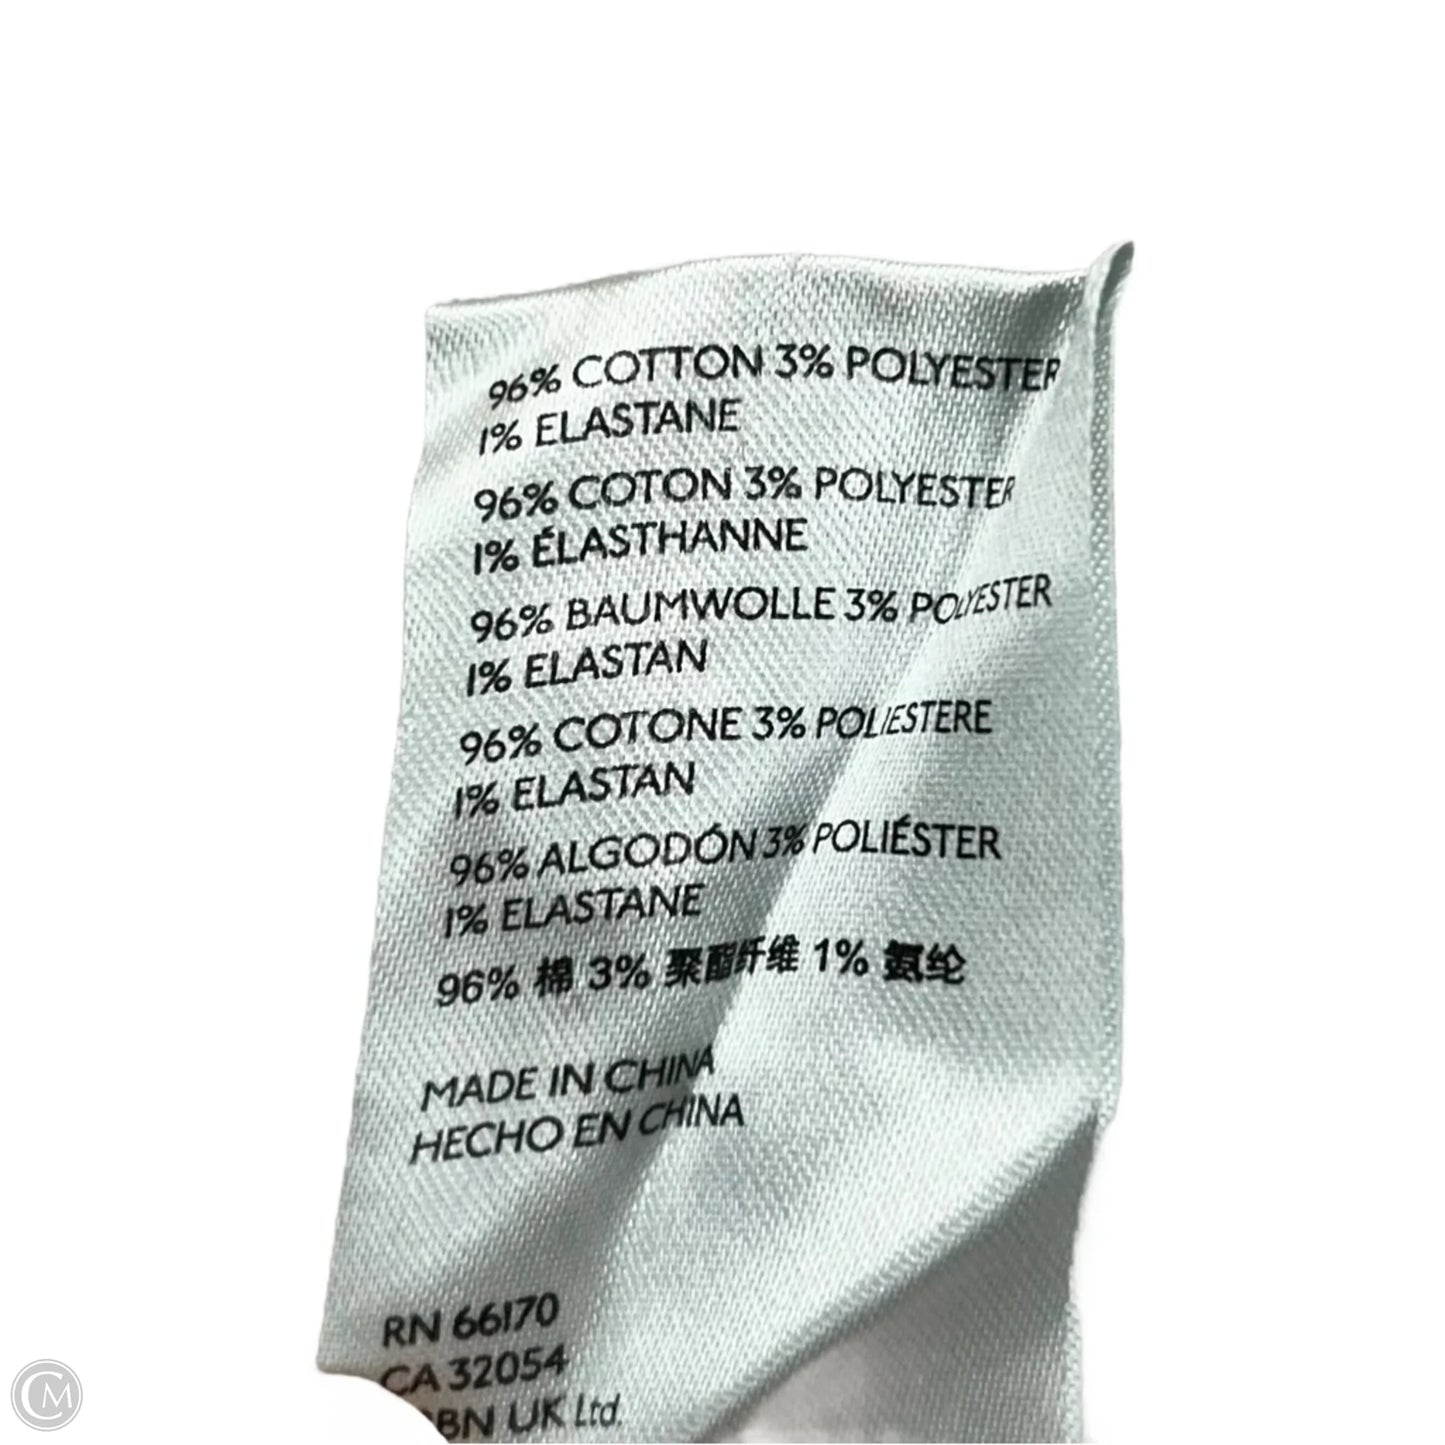 96% COTTON 3% POLYESTER
1% ELASTANE
96% COTON 3% POLYESTER
1% ÉLASTHANNE
96% BAUMWOLLE 3% POLYESTER
1% ELASTAN
96% COTONE 3% POLIESTERE
1% ELASTAN
96% ALGODÓN 3% POLIÉSTER
1% ELASTANE
96% 棉 3% 聚酯纤维 1% 氨纶
MADE IN CHINA
HECHO EN CHINA
RN 66170
CA 32054
UK Ltd.
CM